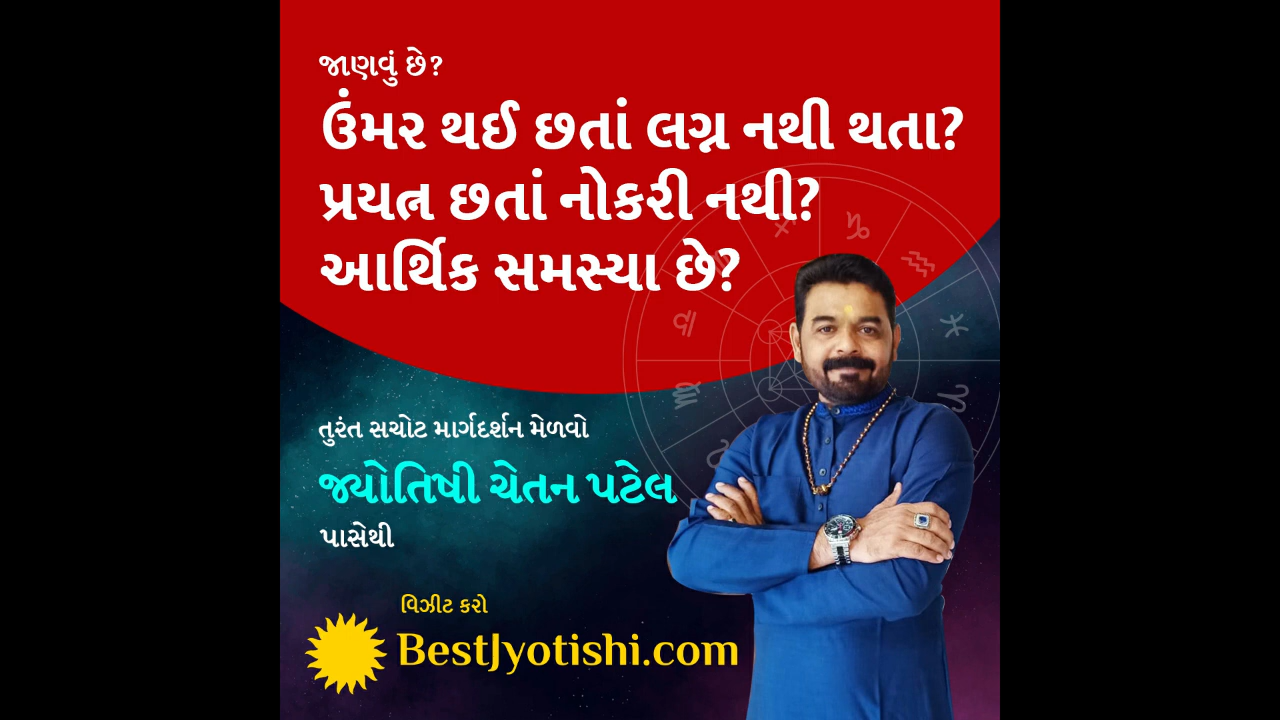 જાણવું છે?
ઉંમર થઈ છતાં લગ્ન નથી થતા?
પ્રયત્ન છતાં નોકરી નથી?
આર્થિક સમસ્યા છે?
તુરંત સચોટ માર્ગદર્શન મેળવો
જ્યોતિષી ચેતન પટેલ
પાસેથી
વિઝીટ કરો
BestJyotishi.com